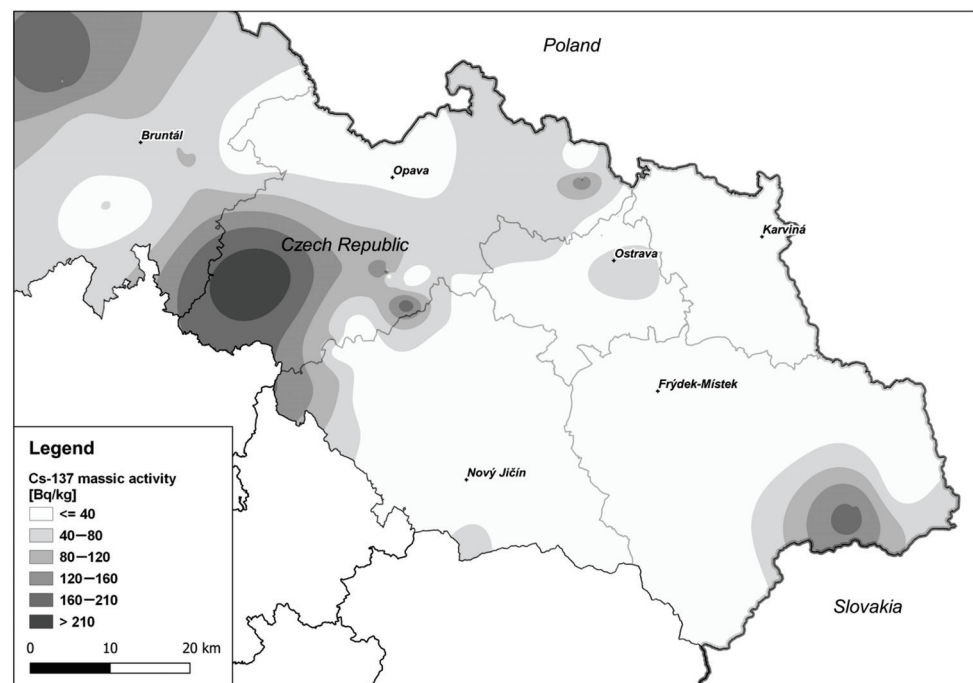 Poland
Bruntál
Opava
Czech Republic
Karviná
Ostrava
Frýdek-Místek
Nový Jičín
Slovakia
Legend
Cs-137 massic activity
[Bq/kg]
<= 40
40–80
80–120
120–160
160–210
> 210
0 10 20 km